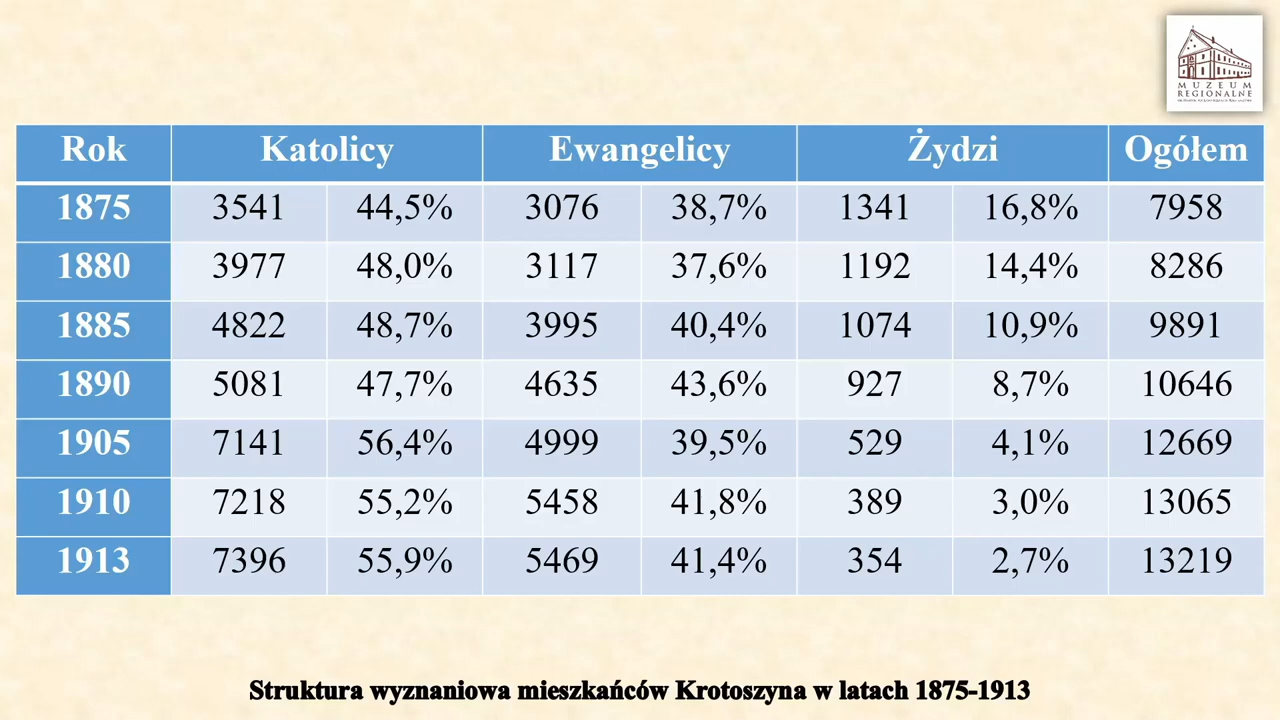 MUZEUM
REGIONALNE
Rok Katolicy Ewangelicy Żydzi Ogółem
1875 3541 44,5% 3076 38,7% 1341 16,8% 7958
1880 3977 48,0% 3117 37,6% 1192 14,4% 8286
1885 4822 48,7% 3995 40,4% 1074 10,9% 9891
1890 5081 47,7% 4635 43,6% 927 8,7% 10646
1905 7141 56,4% 4999 39,5% 529 4,1% 12669
1910 7218 55,2% 5458 41,8% 389 3,0% 13065
1913 7396 55,9% 5469 41,4% 354 2,7% 13219
Struktura wyznaniowa mieszkańców Krotoszyna w latach 1875-1913